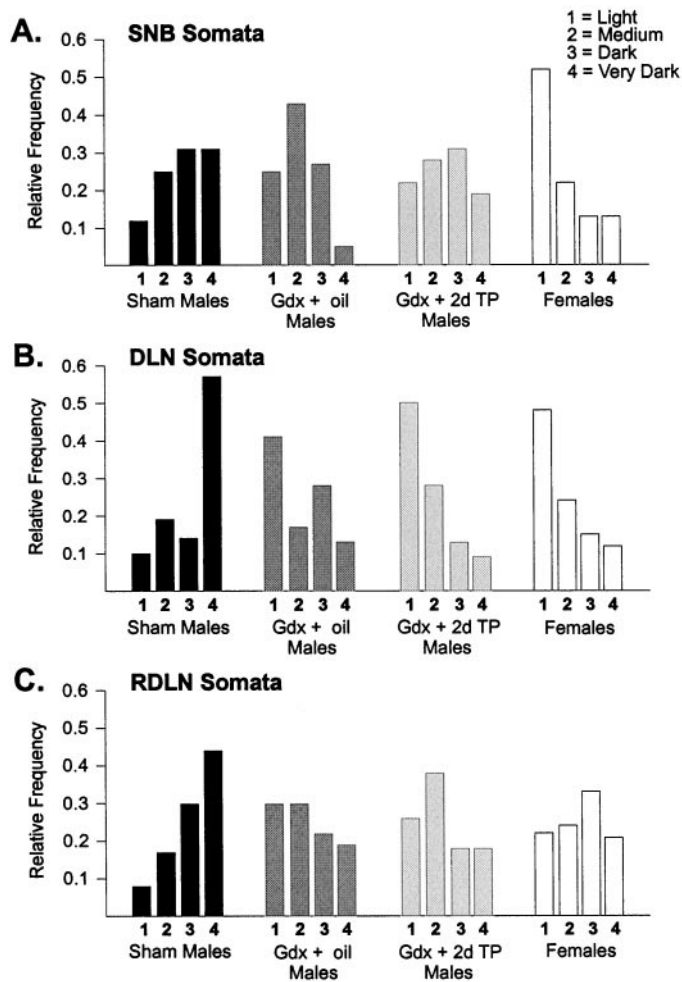 A. SNB Somata
1 = Light
2 = Medium
3 = Dark
4 = Very Dark
Relative Frequency
0.6
0.5
0.4
0.3
0.2
0.1
1 2 3 4 1 2 3 4 1 2 3 4 1 2 3 4
Sham Males Gdx + oil Males Gdx + 2d TP Males Females
B. DLN Somata
Relative Frequency
0.6
0.5
0.4
0.3
0.2
0.1
1 2 3 4 1 2 3 4 1 2 3 4 1 2 3 4
Sham Males Gdx + oil Males Gdx + 2d TP Males Females
C. RDLN Somata
Relative Frequency
0.6
0.5
0.4
0.3
0.2
0.1
1 2 3 4 1 2 3 4 1 2 3 4 1 2 3 4
Sham Males Gdx + oil Males Gdx + 2d TP Males Females